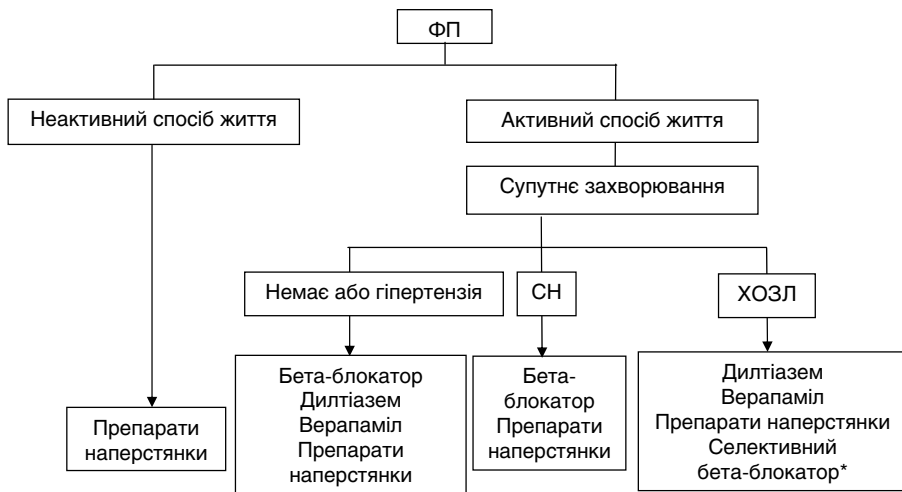 ФП
Неактивний спосіб життя
Активний спосіб життя
Супутнє захворювання
Немає або гіпертензія
СН
ХОЗЛ
Препарати
наперстянки
Бета-блокатор
Дилтіазем
Верапаміл
Препарати
наперстянки
Бета-
блокатор
Препарати
наперстянки
Дилтіазем
Верапаміл
Препарати наперстянки
Селективний
бета-блокатор*